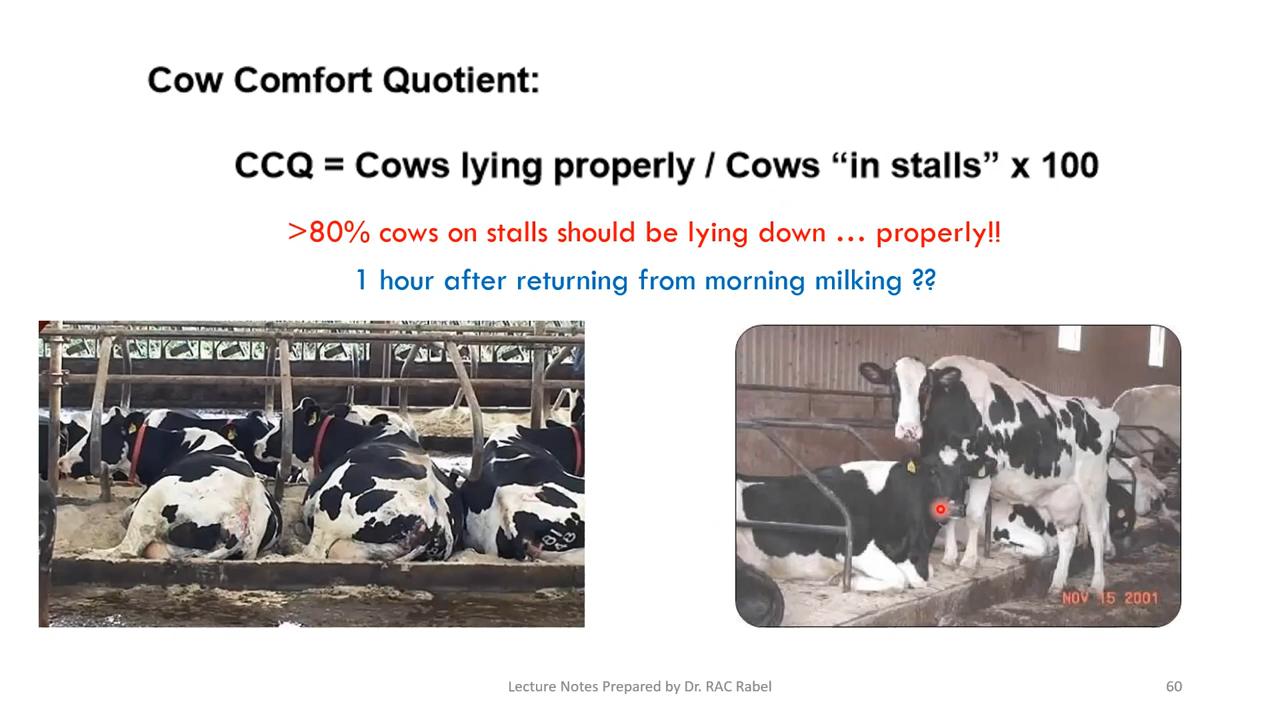 Cow Comfort Quotient:
CCQ = Cows lying properly / Cows “in stalls” x 100
>80% cows on stalls should be lying down ... properly!!
1 hour after returning from morning milking ??
NOV 15 2001
Lecture Notes Prepared by Dr. RAC Rabel
60